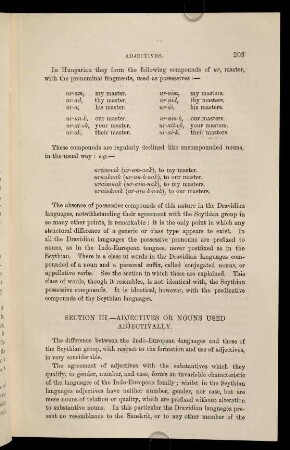 ADJECTIVES. 203
In Hungarian they form the following compounds of ur, master,
with the pronominal fragments, used as possessives :—
ur-am, my master. ur-aim, my masters.
ur-ad, thy master. ur-aid, thy masters.
ur-a, his master. ur-ai, his masters.
ur-un-k, our master. ur-ain-k, our masters.
ur-at-ok, your master. ur-ait-ok, your masters.
ur-ok, their master. ur-ai-k, their masters
These compounds are regularly declined like uncompounded nouns,
in the usual way : e.g.—
uramnak (ur-am-nak), to my master.
urunknak (ur-un-k-nak), to our master.
uraimnak (ur-aim-nak), to my masters.
urainknak (ur-ain-k-nak), to our masters.
The absence of possessive compounds of this nature in the Dravidian
languages, notwithstanding their agreement with the Scythian group in
so many other points, is remarkable : it is the only point in which any
structural difference of a generic or class type appears to exist. In
all the Dravidian languages the possessive pronouns are prefixed to
nouns, as in the Indo-European tongues, never postfixed as in the
Scythian. There is a class of words in the Dravidian languages com-
pounded of a noun and a personal suffix, called conjugated nouns, or
appellative verbs. See the section in which these are explained. This
class of words, though it resembles, is not identical with, the Scythian
possessive compounds. It is identical, however, with the predicative
compounds of the Scythian languages.
SECTION III.—ADJECTIVES OR NOUNS USED
ADJECTIVALLY.
The difference between the Indo-European languages and those of
the Scythian group, with respect to the formation and use of adjectives,
is very considerable.
The agreement of adjectives with the substantives which they
qualify, in gender, number, and case, forms an invariable characteristic
of the languages of the Indo-European family ; whilst in the Scythian
languages adjectives have neither number, gender, nor case, but are
mere nouns of relation or quality, which are prefixed without alteration
to substantive nouns. In this particular the Dravidian languages pre-
sent no resemblance to the Sanskrit, or to any other member of the